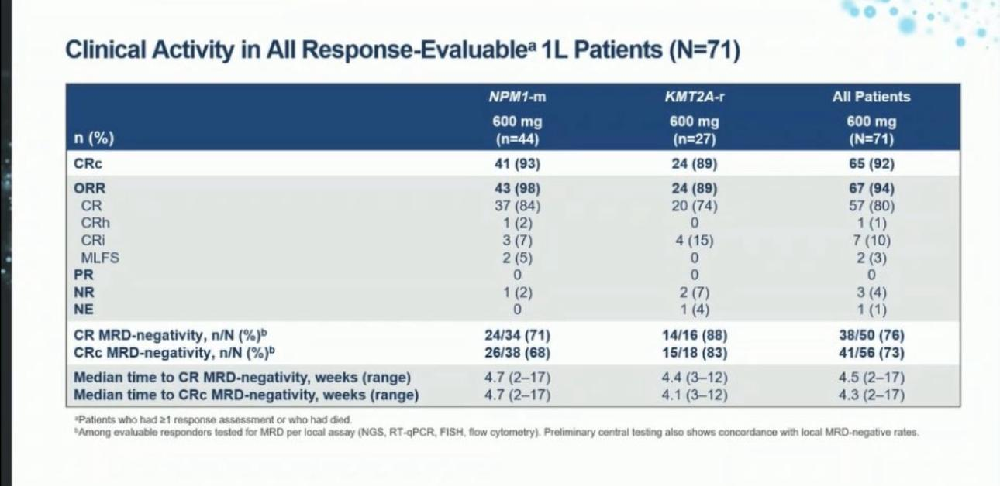 Clinical Activity in All Response-Evaluableᵃ 1L Patients (N=71)
n (%) NPM1-m 600 mg (n=44) KMT2A-r 600 mg (n=27) All Patients 600 mg (N=71)
CRc 41 (93) 24 (89) 65 (92)
ORR 43 (98) 24 (89) 67 (94)
CR 37 (84) 20 (74) 57 (80)
CRh 1 (2) 0 1 (1)
CRi 3 (7) 4 (15) 7 (10)
MLFS 2 (5) 0 2 (3)
PR 0 0 0
NR 1 (2) 2 (7) 3 (4)
NE 0 1 (4) 1 (1)
CR MRD-negativity, n/N (%)ᵇ 24/34 (71) 14/16 (88) 38/50 (76)
CRc MRD-negativity, n/N (%)ᵇ 26/38 (68) 15/18 (83) 41/56 (73)
Median time to CR MRD-negativity, weeks (range) 4.7 (2–17) 4.4 (3–12) 4.5 (2–17)
Median time to CRc MRD-negativity, weeks (range) 4.7 (2–17) 4.1 (3–12) 4.3 (2–17)
ᵃPatients who had ≥1 response assessment or who had died.
ᵇAmong evaluable responders tested for MRD per local assay (NGS, RT-qPCR, FISH, flow cytometry). Preliminary central testing also shows concordance with local MRD-negative rates.